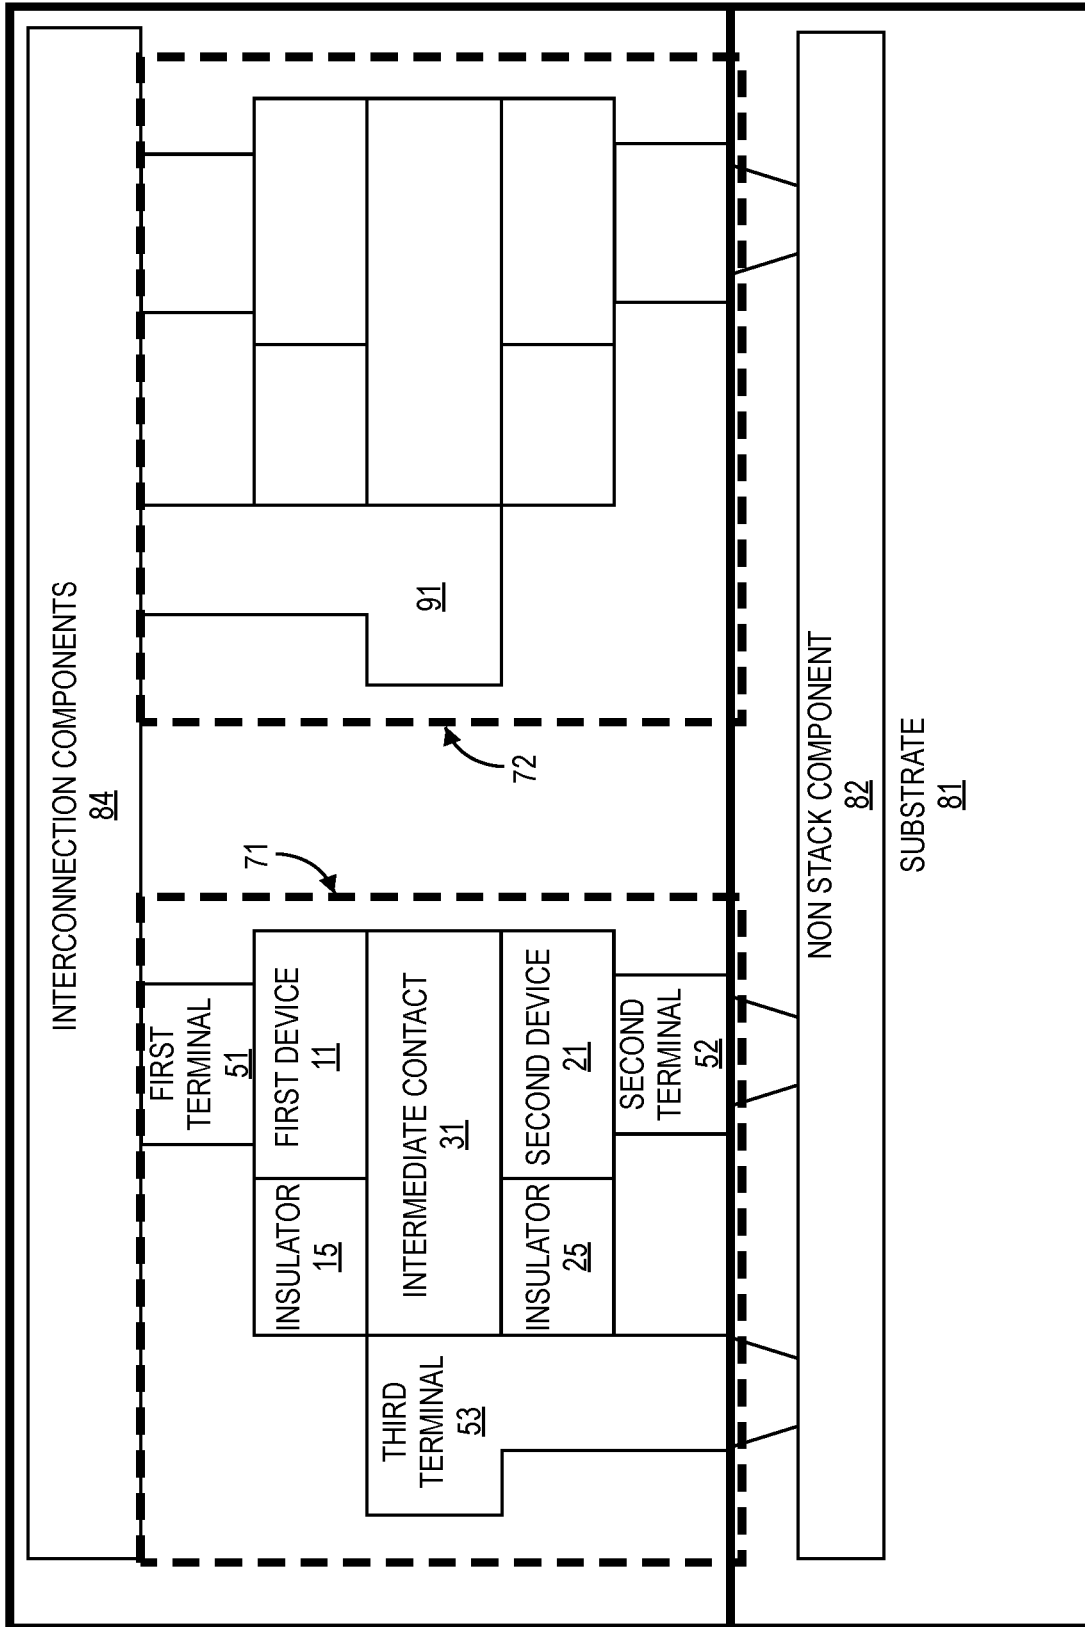 INTERCONNECTION COMPONENTS
84
71
72
FIRST
TERMINAL
51
INSULATOR
15
FIRST DEVICE
11
THIRD
TERMINAL
53
INTERMEDIATE CONTACT
31
91
INSULATOR
25
SECOND DEVICE
21
SECOND
TERMINAL
52
NON STACK COMPONENT
82
SUBSTRATE
81